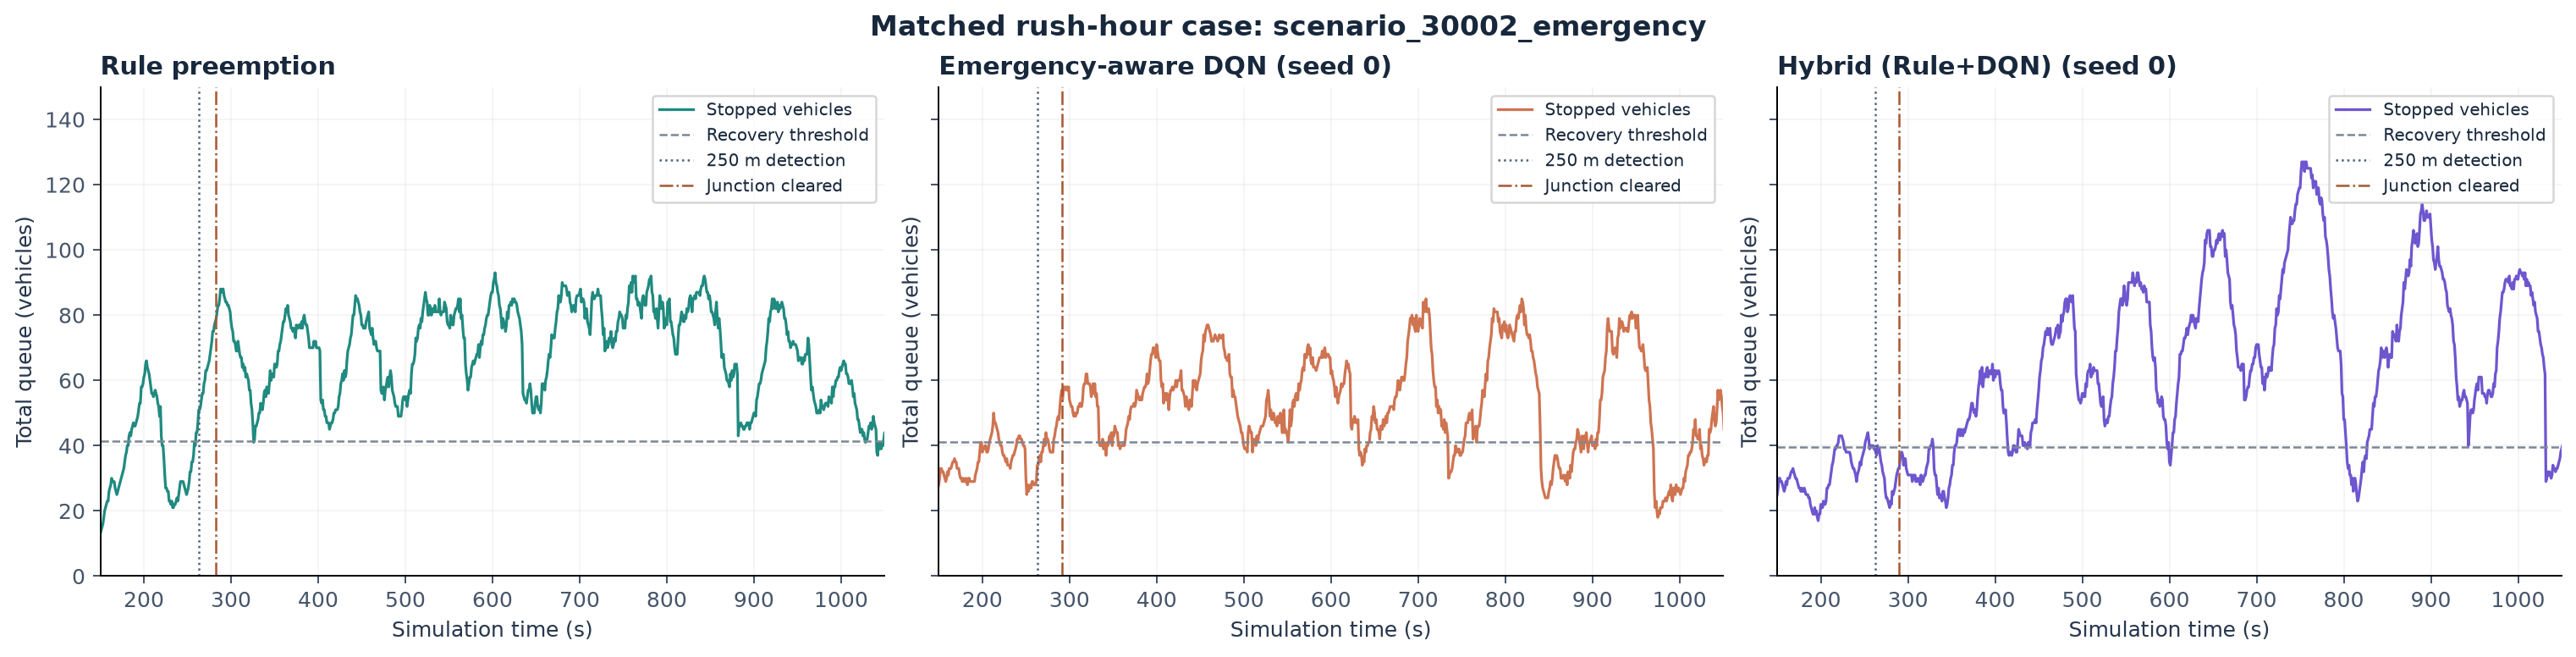 Matched rush-hour case: scenario_30002_emergency
Rule preemption
Stopped vehicles
Recovery threshold
250 m detection
Junction cleared
Total queue (vehicles)
140
120
100
80
60
40
20
0
200 300 400 500 600 700 800 900 1000
Simulation time (s)
Emergency-aware DQN (seed 0)
Stopped vehicles
Recovery threshold
250 m detection
Junction cleared
Total queue (vehicles)
200 300 400 500 600 700 800 900 1000
Simulation time (s)
Hybrid (Rule+DQN) (seed 0)
Stopped vehicles
Recovery threshold
250 m detection
Junction cleared
Total queue (vehicles)
200 300 400 500 600 700 800 900 1000
Simulation time (s)